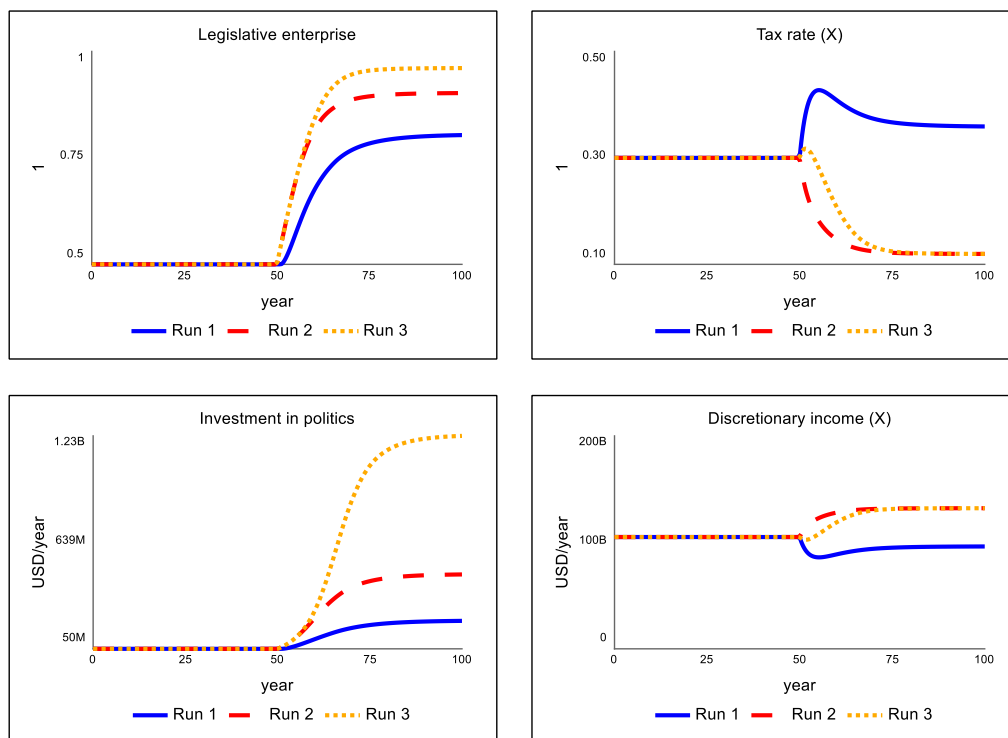 Legislative enterprise
1
0.75
0.5
1
0
25
50
75
100
year
Run 1
Run 2
Run 3
Tax rate (X)
0.50
0.30
0.10
1
0
25
50
75
100
year
Run 1
Run 2
Run 3
Investment in politics
1.23B
639M
50M
USD/year
0
25
50
75
100
year
Run 1
Run 2
Run 3
Discretionary income (X)
200B
100B
0
USD/year
0
25
50
75
100
year
Run 1
Run 2
Run 3